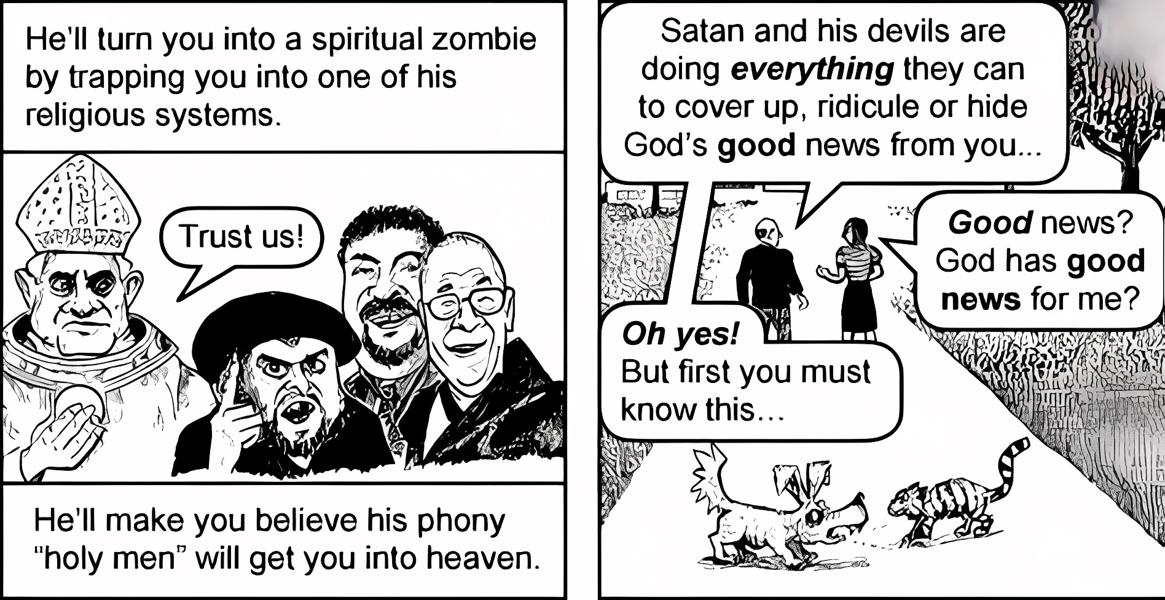 He'll turn you into a spiritual zombie
by trapping you into one of his
religious systems.
Trust us!
He'll make you believe his phony
"holy men" will get you into heaven.
Satan and his devils are
doing everything they can
to cover up, ridicule or hide
God's good news from you...
Good news?
God has good
news for me?
Oh yes!
But first you must
know this...